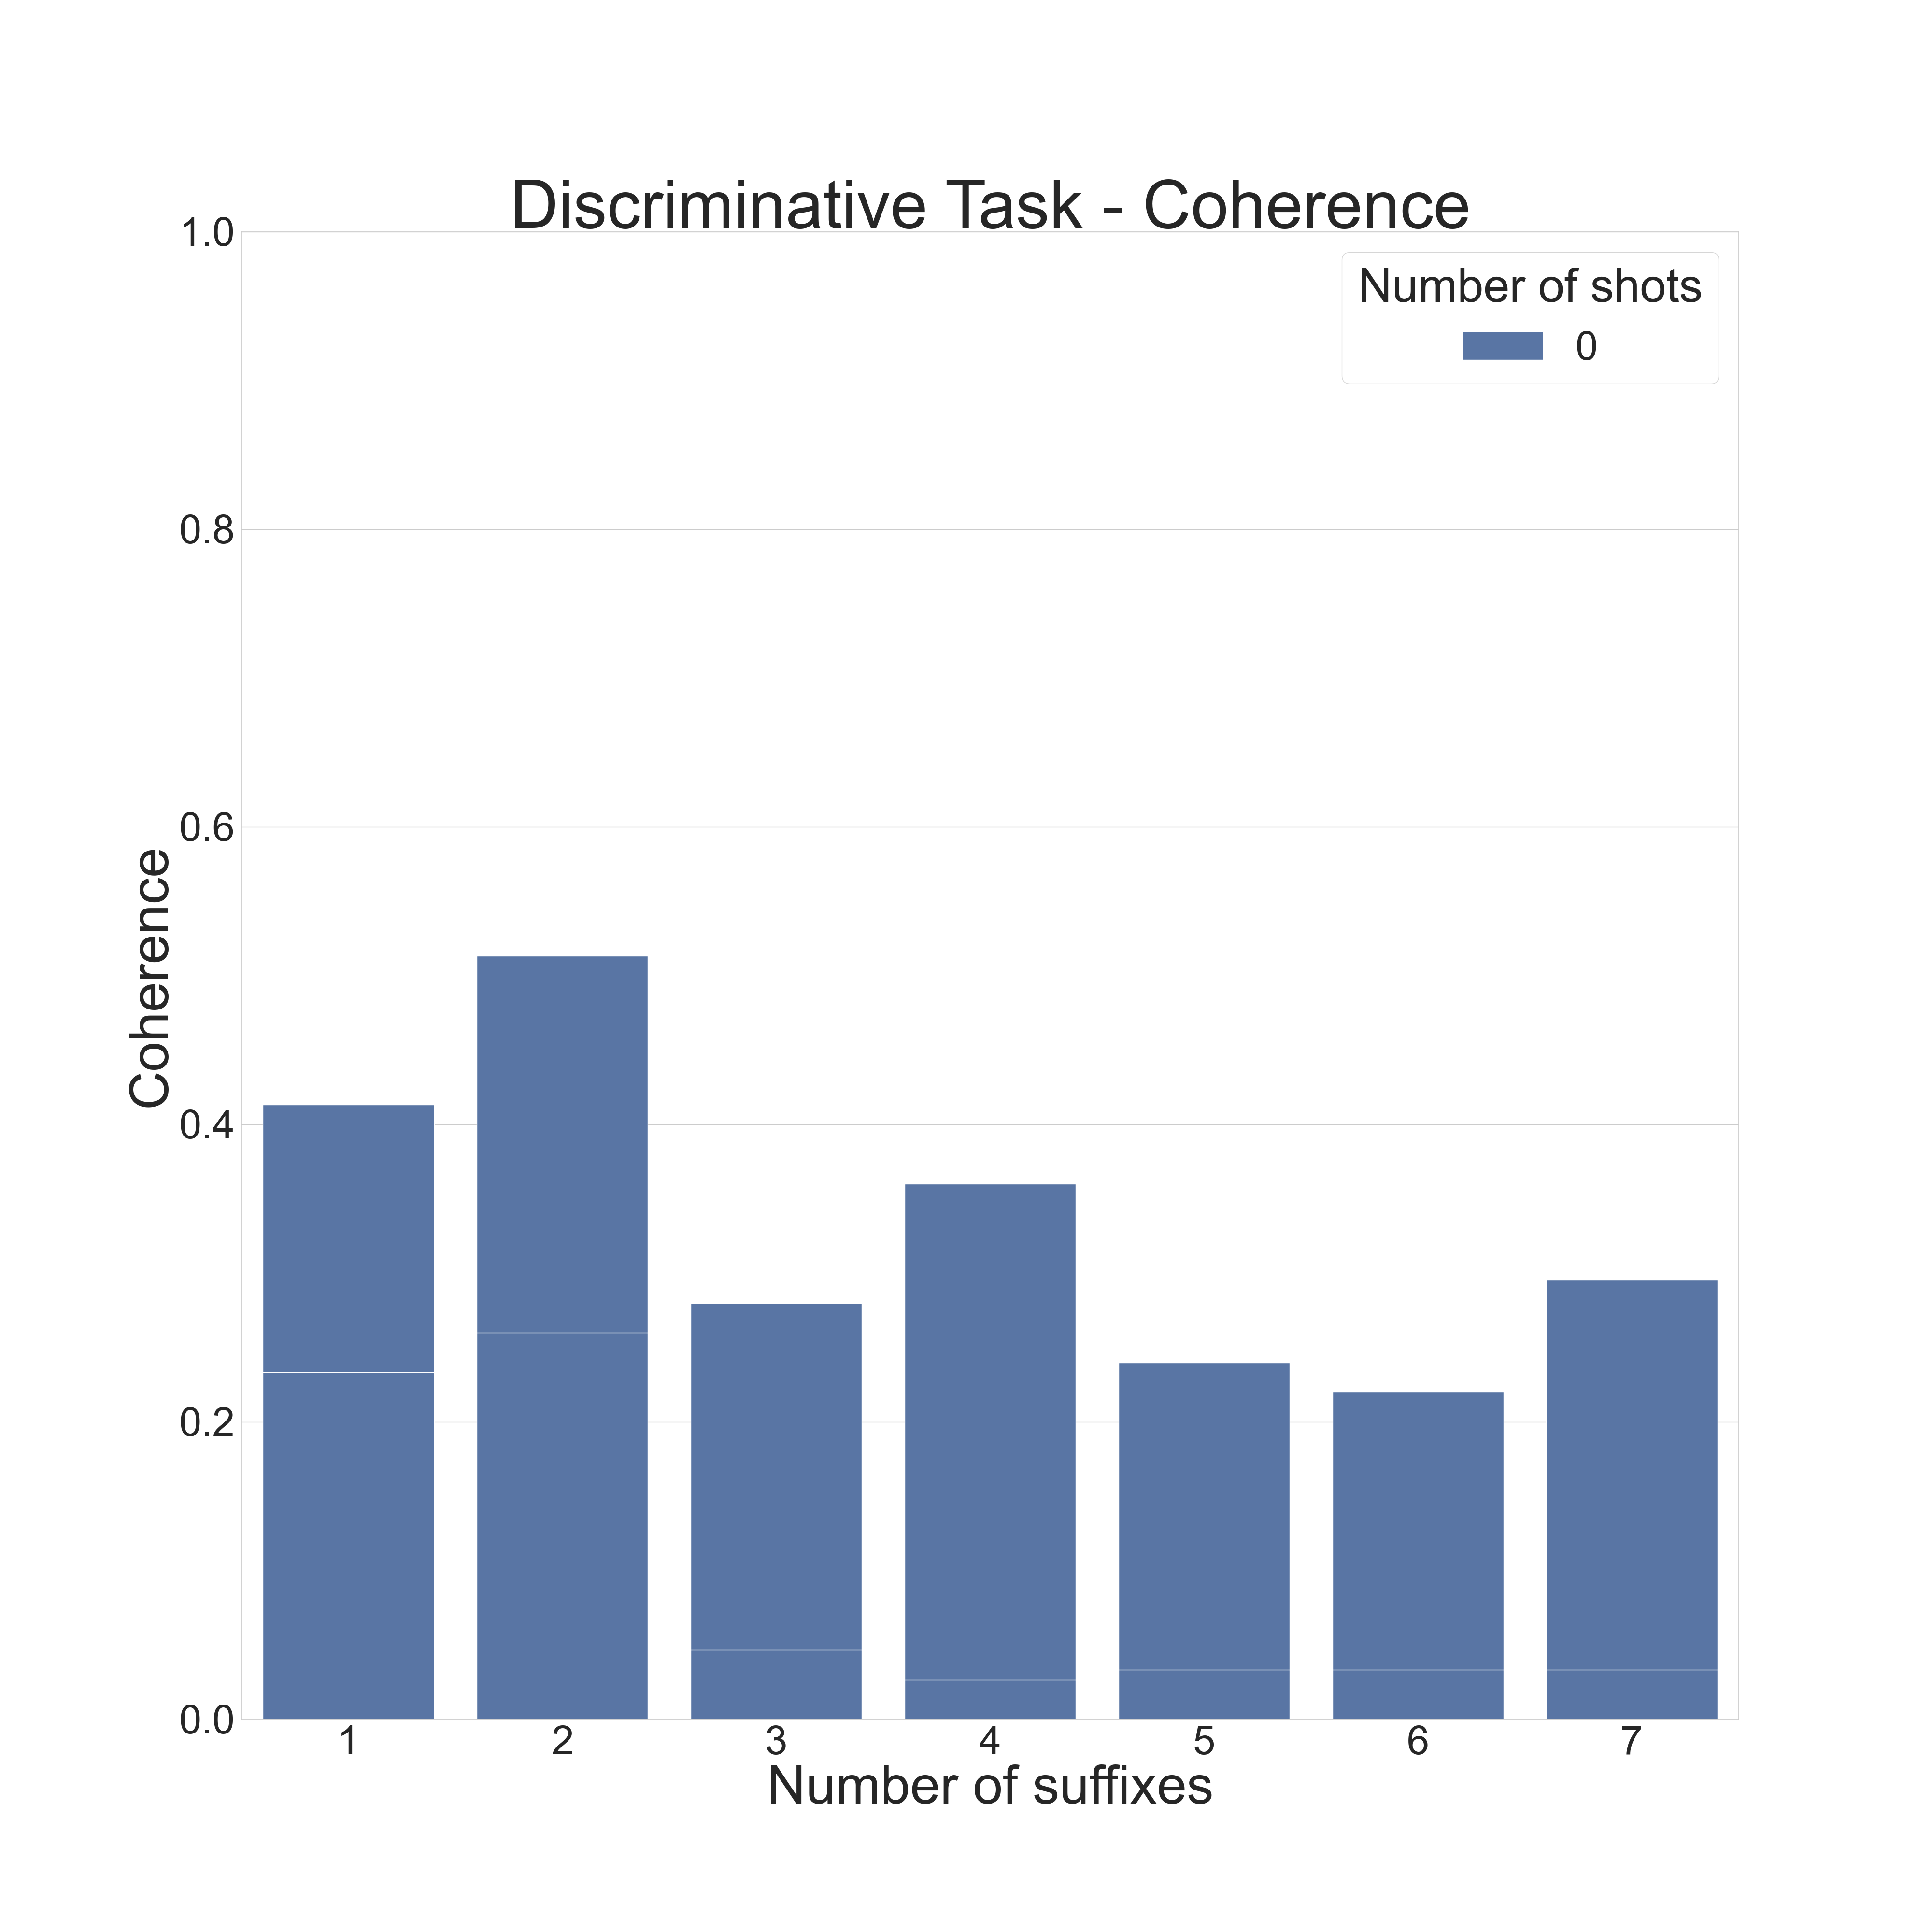 Discriminative Task - Coherence
Number of shots
0
1.0
0.8
0.6
0.4
0.2
0.0
Coherence
1 2 3 4 5 6 7
Number of suffixes